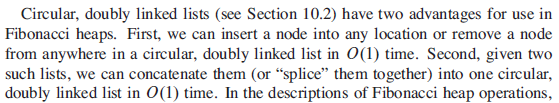 Circular, doubly linked lists (see Section 10.2) have two advantages for use in
Fibonacci heaps. First, we can insert a node into any location or remove a node
from anywhere in a circular, doubly linked list in O(1) time. Second, given two
such lists, we can concatenate them (or “splice” them together) into one circular,
doubly linked list in O(1) time. In the descriptions of Fibonacci heap operations,